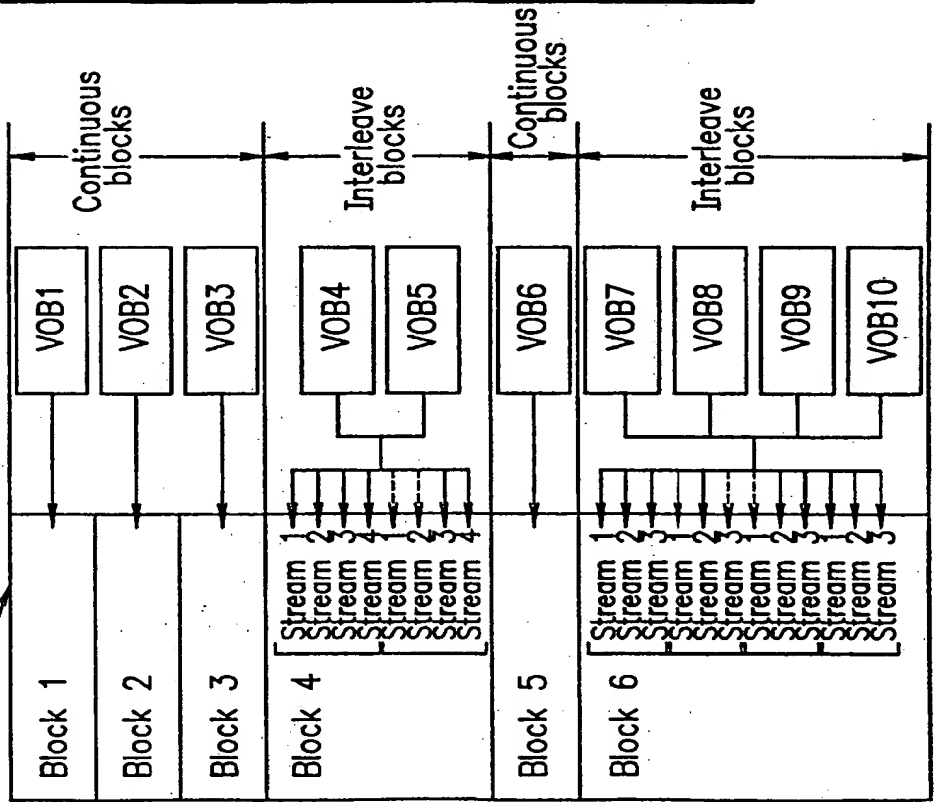 Block 1
VOB1
Block 2
VOB2
Block 3
VOB3
Continuous
blocks
Block 4
Stream 1
Stream 2
Stream 3
Stream 4
Stream 1
Stream 2
Stream 3
Stream 4
VOB4
VOB5
Interleave
blocks
Block 5
VOB6
Continuous
blocks
Block 6
Stream 1
Stream 2
Stream 3
Stream 1
Stream 2
Stream 3
Stream 1
Stream 2
Stream 3
Stream 1
Stream 2
Stream 3
VOB7
VOB8
VOB9
VOB10
Interleave
blocks